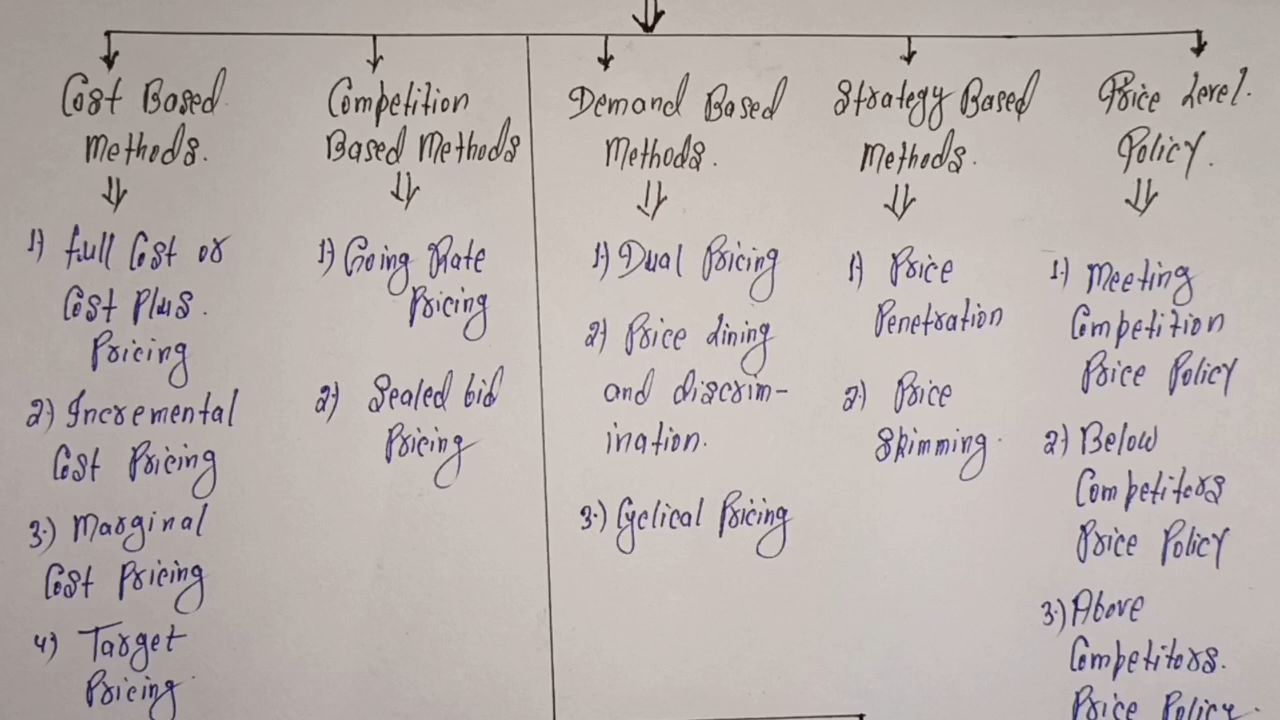 Cost Based
Methods.
1) Full Cost or
Cost Plus.
Pricing
2) Incremental
Cost Pricing
3.) Marginal
Cost Pricing
4) Target
Pricing
Competition
Based Methods
1) Going Rate
Pricing
2) Sealed bid
Pricing
Demand Based
Methods.
1) Dual Pricing
2) Price Lining
and discrim-
ination.
3.) Cyclical Pricing
Strategy Based
Methods.
1) Price
Penetration
2) Price
Skimming.
Price Level.
Policy.
1.) Meeting
Competition
Price Policy
2) Below
Competitors
Price Policy
3.) Above
Competitors.
Price Policy.